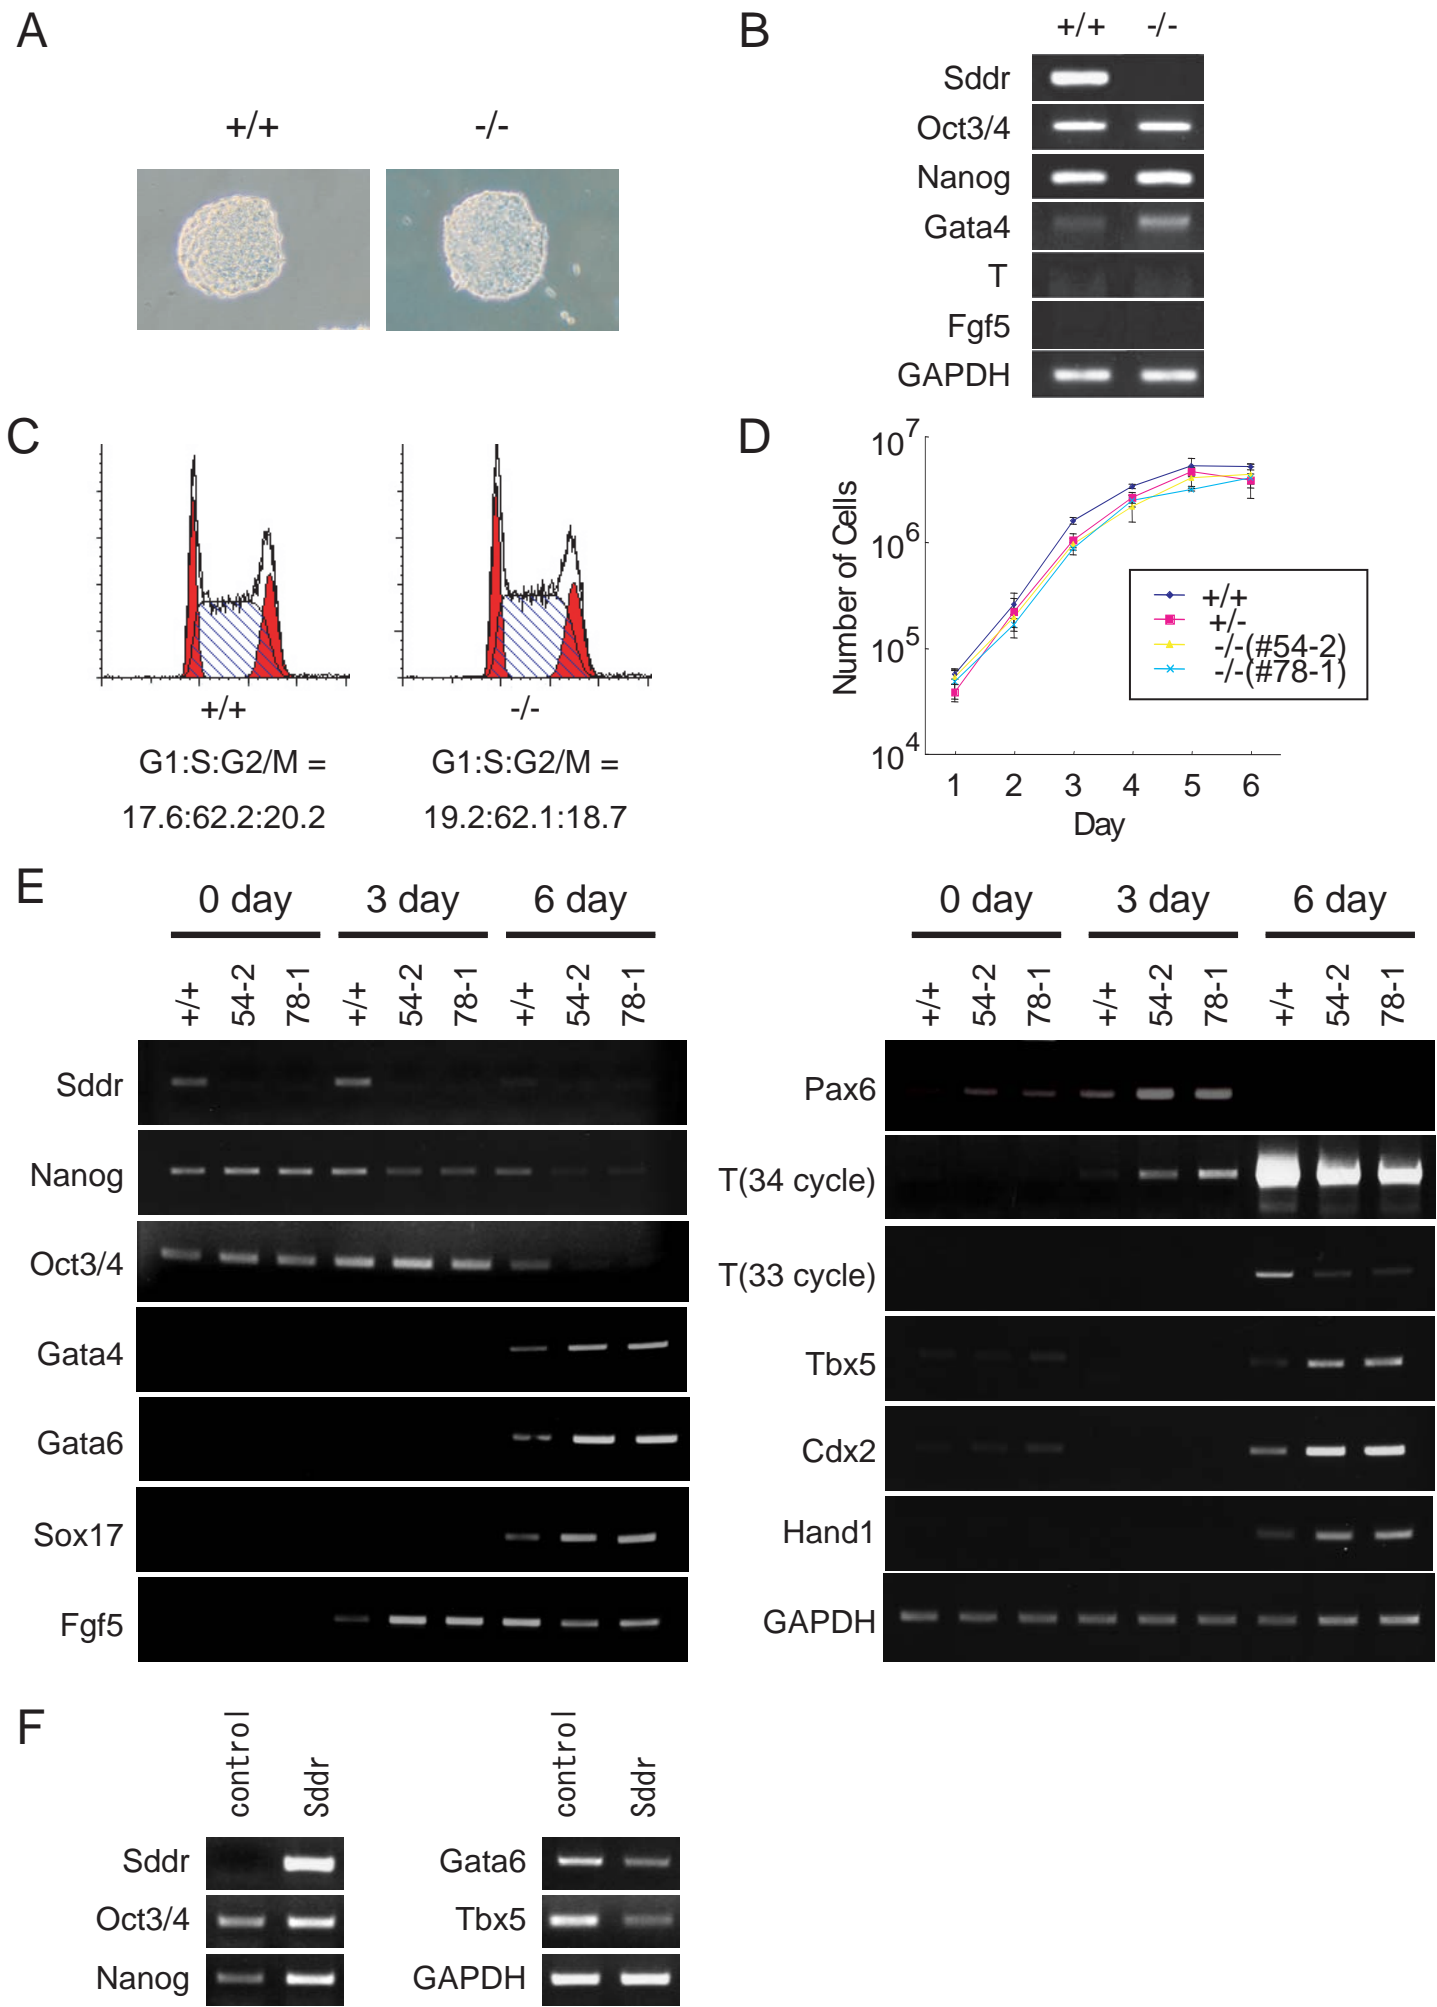 A
+/+ -/-
B
+/+ -/-
Sddr
Oct3/4
Nanog
Gata4
T
Fgf5
GAPDH
C
+/+ -/-
G1:S:G2/M = G1:S:G2/M =
17.6:62.2:20.2 19.2:62.1:18.7
D
Number of Cells
10^7
10^6
10^5
10^4
1 2 3 4 5 6
Day
+/+
+/-
-/-(#54-2)
-/-(#78-1)
E
0 day 3 day 6 day
+/+ 54-2 78-1 +/+ 54-2 78-1 +/+ 54-2 78-1
Sddr
Nanog
Oct3/4
Gata4
Gata6
Sox17
Fgf5
0 day 3 day 6 day
+/+ 54-2 78-1 +/+ 54-2 78-1 +/+ 54-2 78-1
Pax6
T(34 cycle)
T(33 cycle)
Tbx5
Cdx2
Hand1
GAPDH
F
control Sddr
Sddr
Oct3/4
Nanog
control Sddr
Gata6
Tbx5
GAPDH